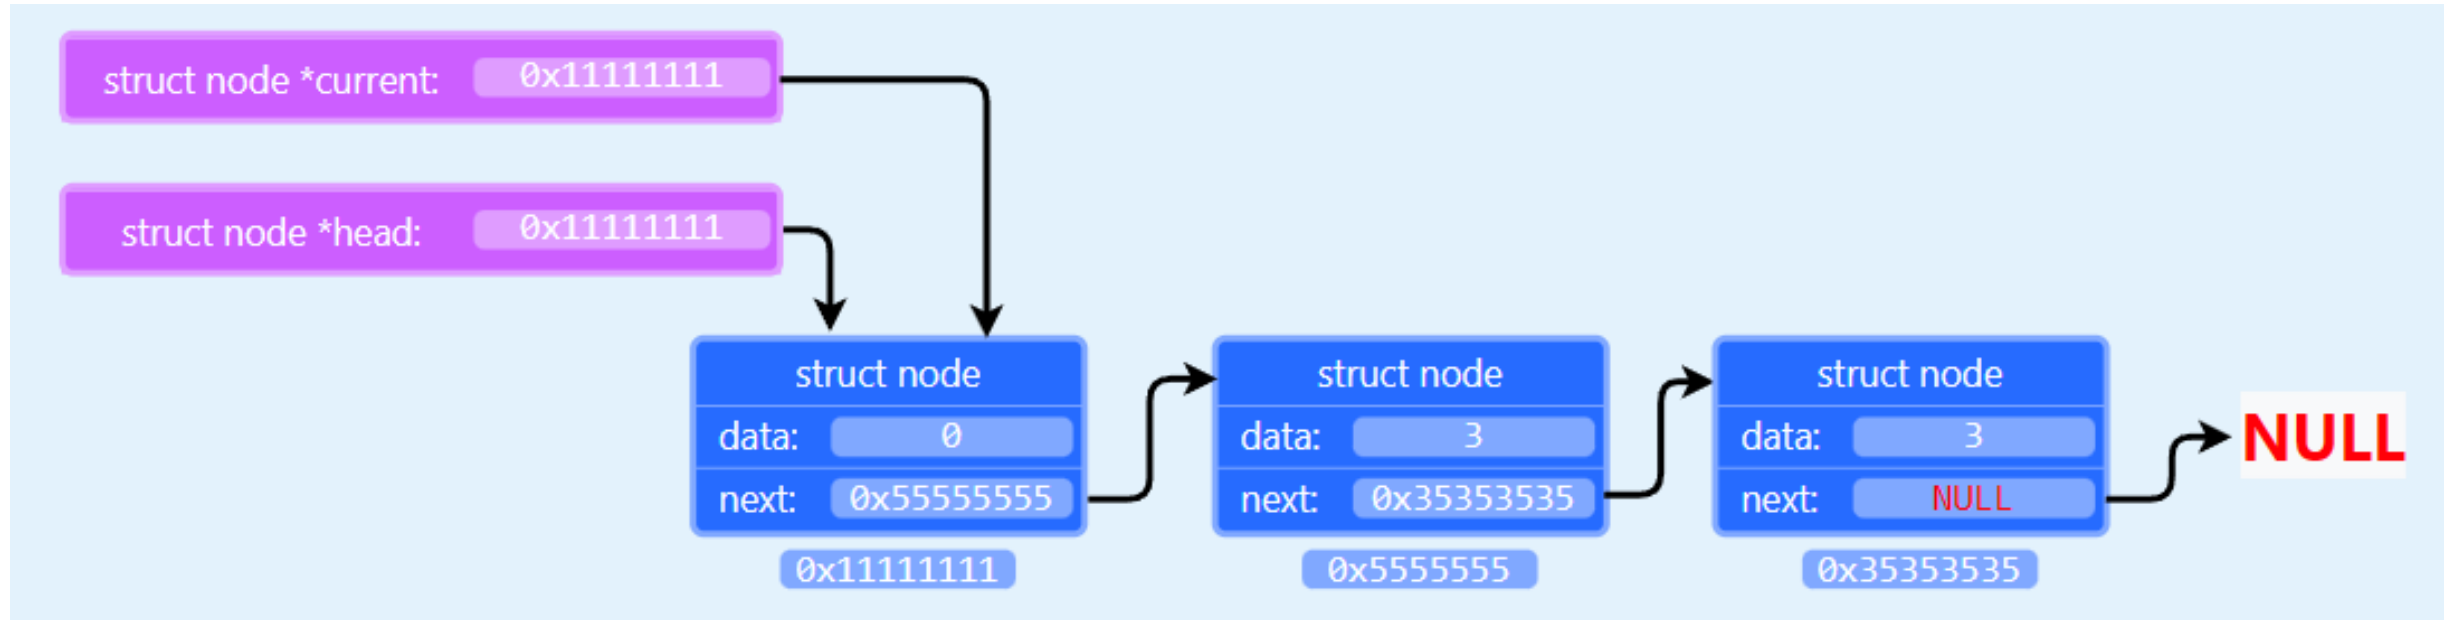 struct node *current: 0x11111111
struct node *head: 0x11111111
struct node
data: 0
next: 0x55555555
0x11111111
struct node
data: 3
next: 0x35353535
0x5555555
struct node
data: 3
next: NULL
0x35353535
NULL